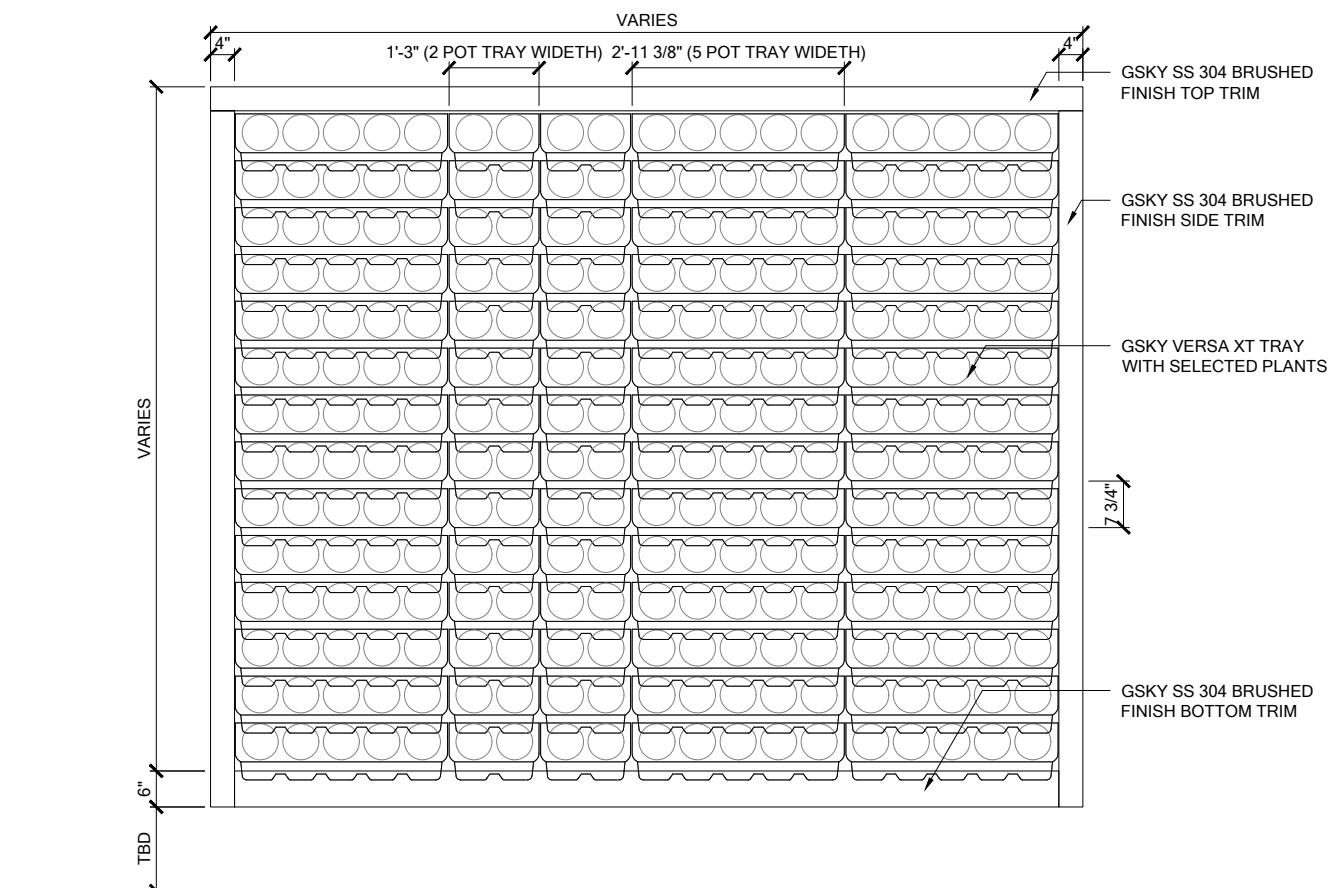 VARIES
4"
1'-3" (2 POT TRAY WIDETH)
2'-11 3/8" (5 POT TRAY WIDETH)
4"
GSKY SS 304 BRUSHED
FINISH TOP TRIM
GSKY SS 304 BRUSHED
FINISH SIDE TRIM
GSKY VERSA XT TRAY
WITH SELECTED PLANTS
VARIES
7 3/4"
GSKY SS 304 BRUSHED
FINISH BOTTOM TRIM
6"
TBD